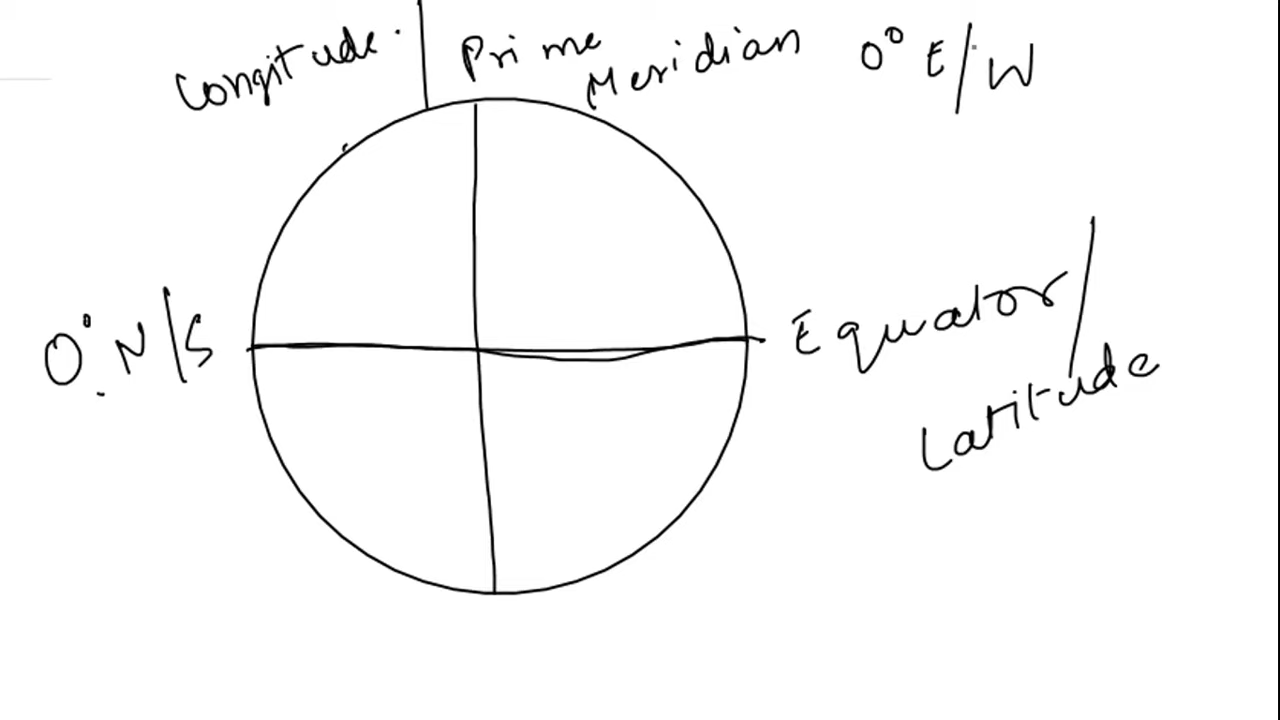 Longitude.
Prime Meridian 0° E/W
0° N/S
Equator/
Latitude